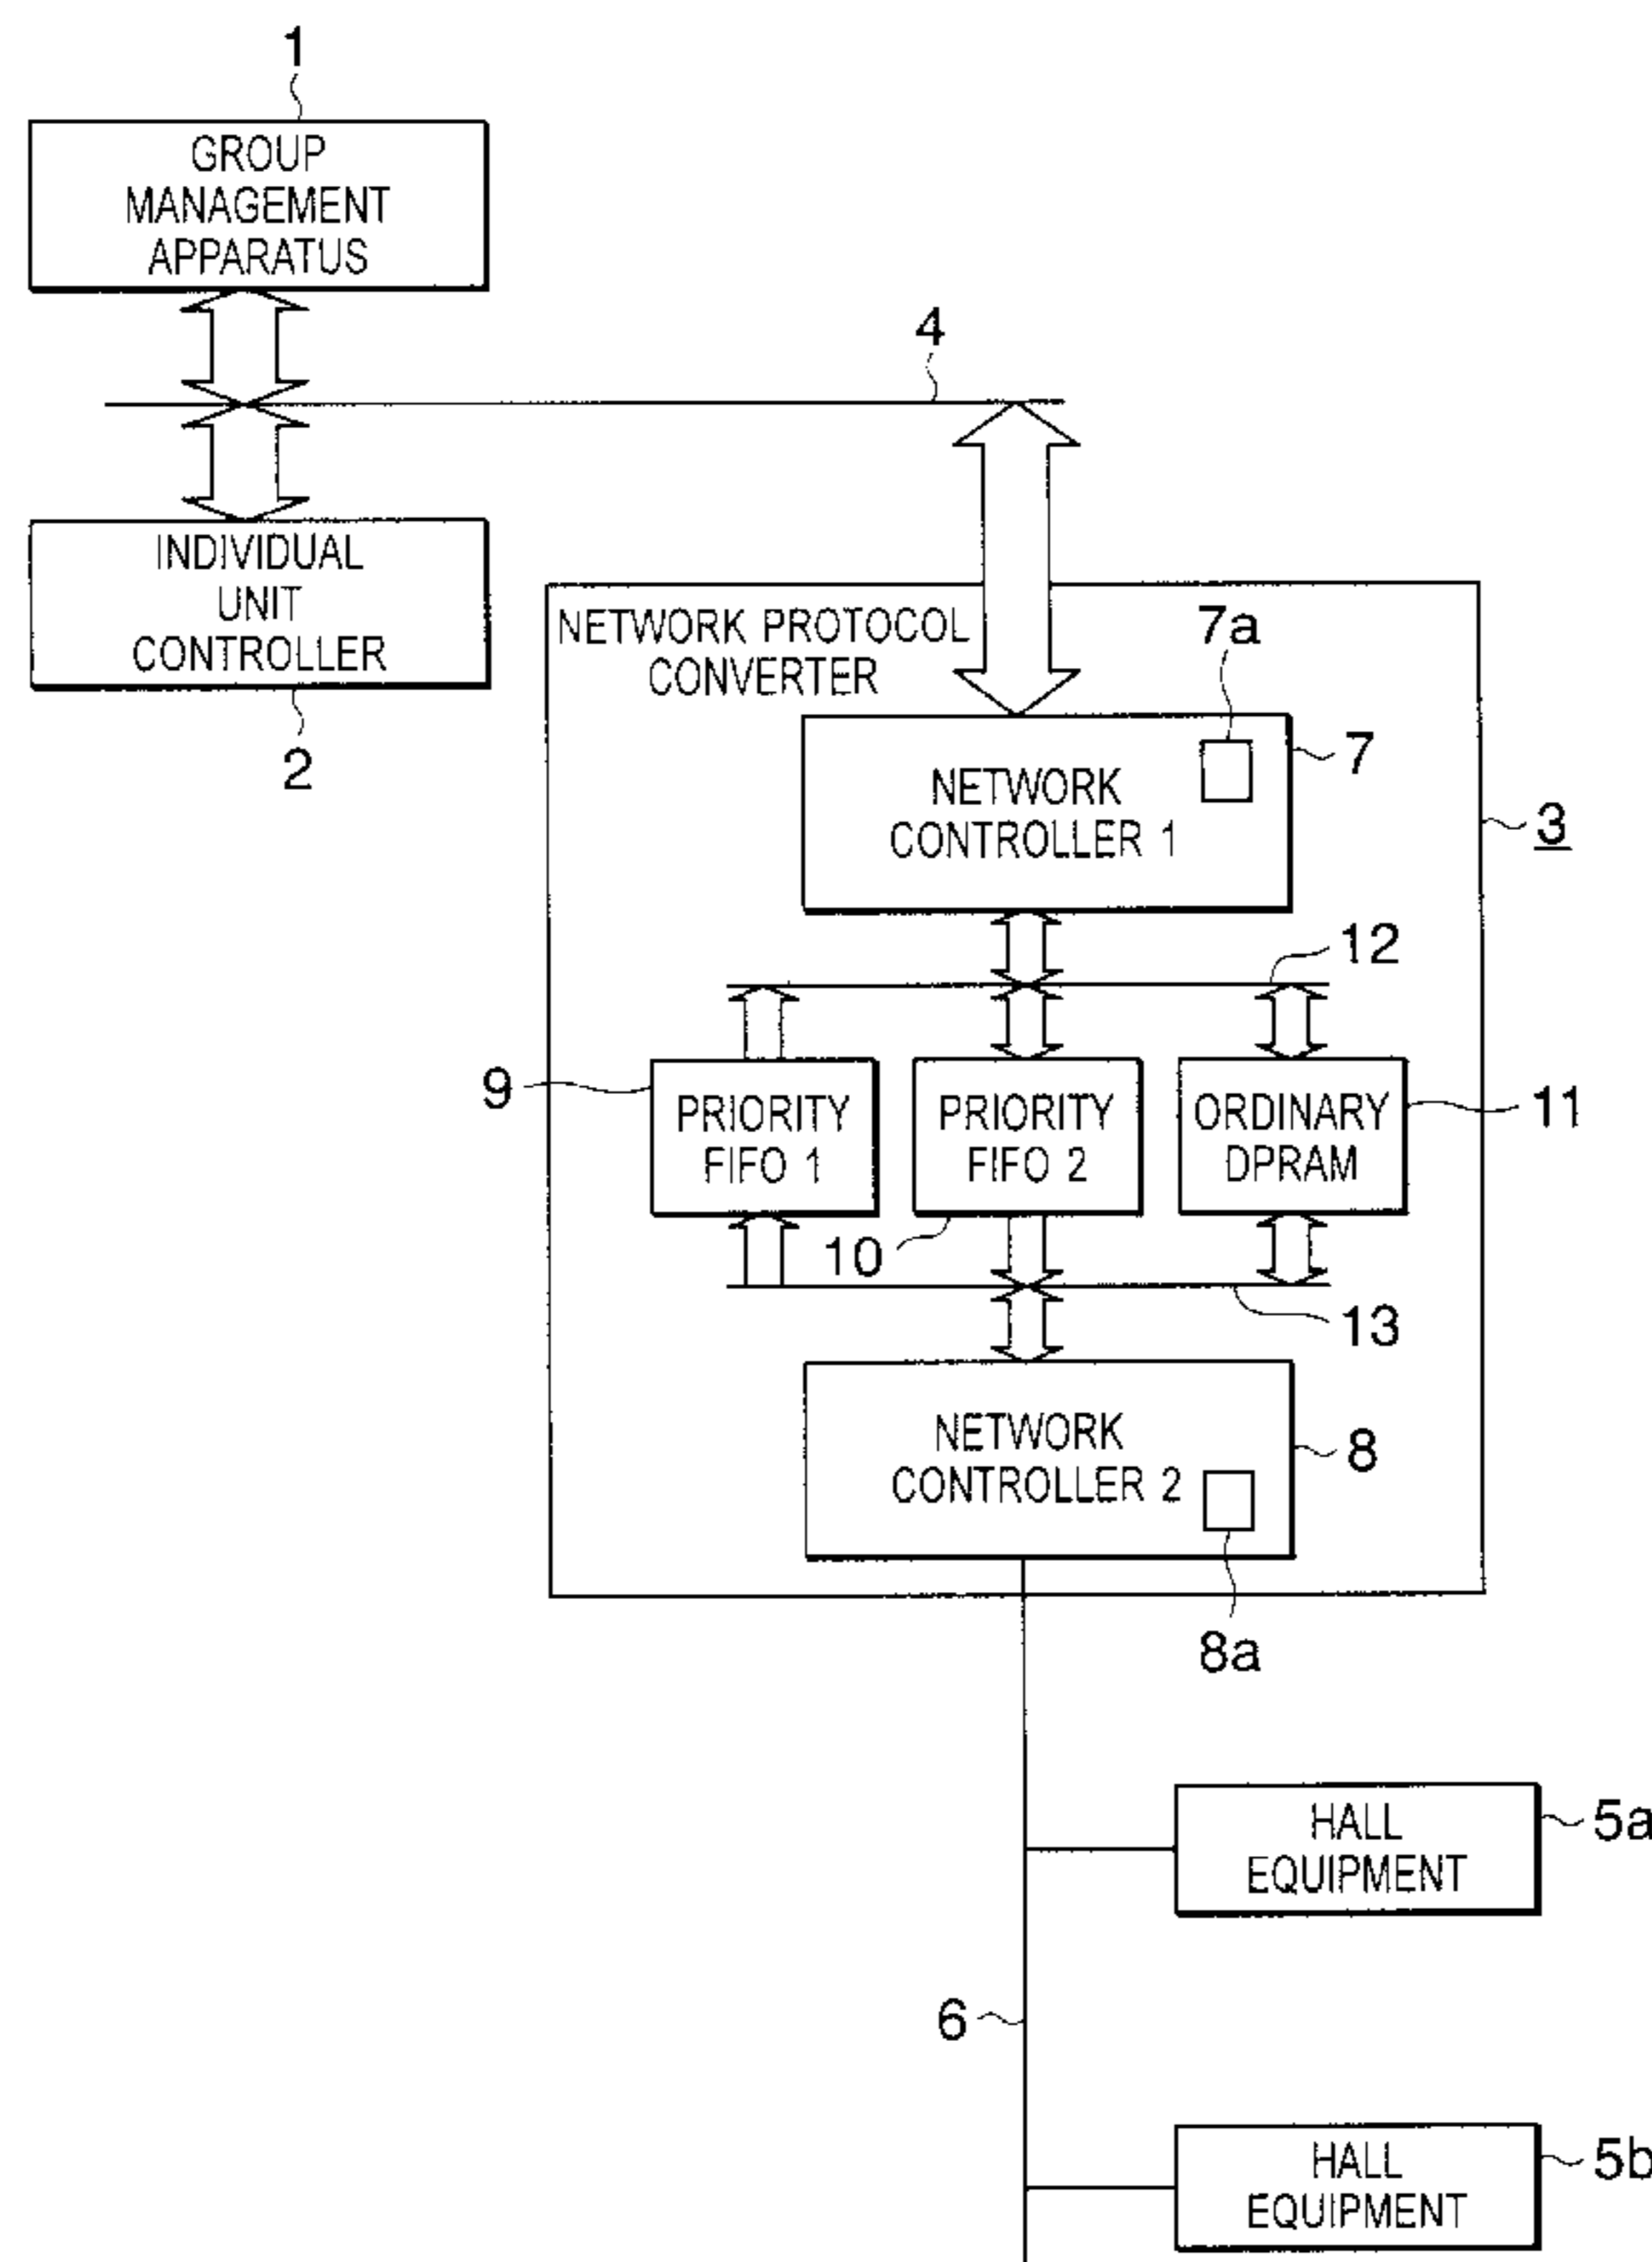 1
GROUP
MANAGEMENT
APPARATUS
4
INDIVIDUAL
UNIT
CONTROLLER
2
NETWORK PROTOCOL
CONVERTER
7a
NETWORK
CONTROLLER 1
7
3
12
9
PRIORITY
FIFO 1
PRIORITY
FIFO 2
ORDINARY
DPRAM
11
10
13
NETWORK
CONTROLLER 2
8
8a
HALL
EQUIPMENT
5a
6
HALL
EQUIPMENT
5b